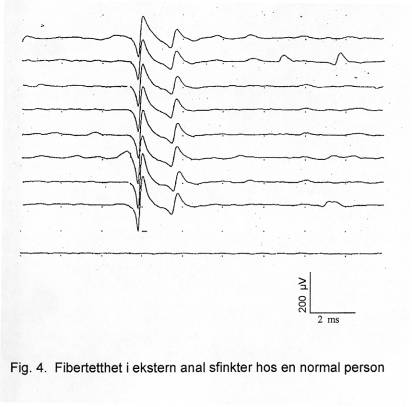 200 µV
2 ms
Fig. 4. Fibertetthet i ekstern anal sfinkter hos en normal person